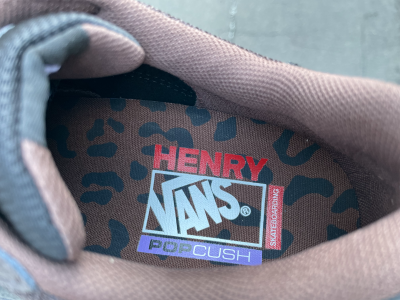 HENRY
VANS®
SKATEBOARDING
POPCUSH